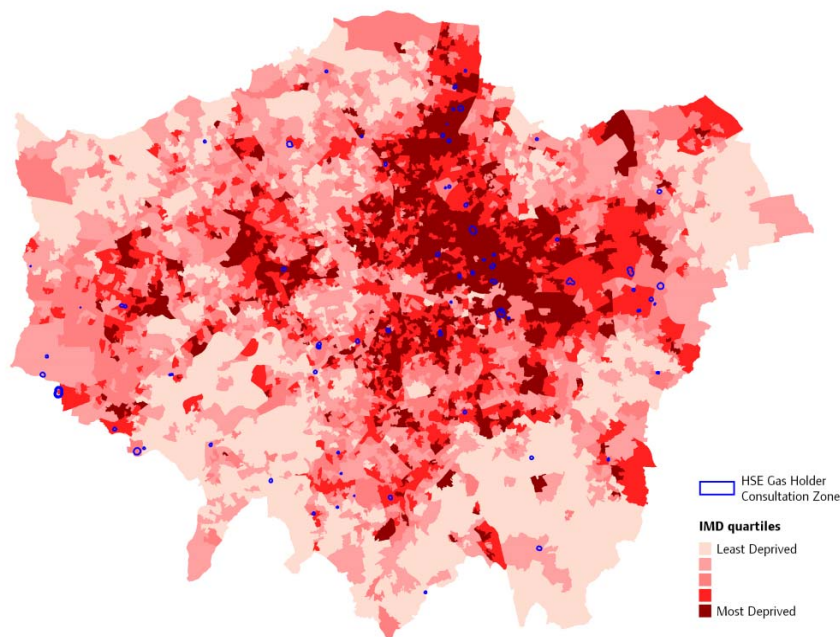 HSE Gas Holder
Consultation Zone
IMD quartiles
Least Deprived
Most Deprived